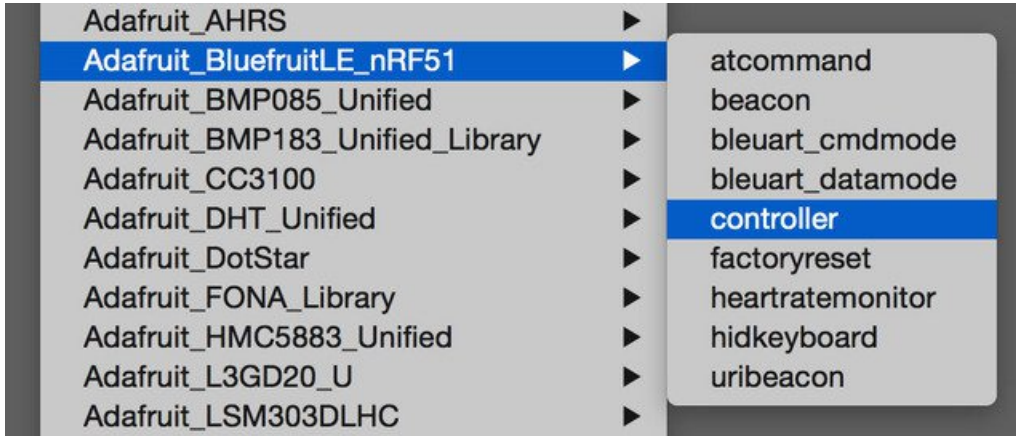 Adafruit_AHRS
Adafruit_BluefruitLE_nRF51
Adafruit_BMP085_Unified
Adafruit_BMP183_Unified_Library
Adafruit_CC3100
Adafruit_DHT_Unified
Adafruit_DotStar
Adafruit_FONA_Library
Adafruit_HMC5883_Unified
Adafruit_L3GD20_U
Adafruit_LSM303DLHC
atcommand
beacon
bleuart_cmdmode
bleuart_datamode
controller
factoryreset
heartratemonitor
hidkeyboard
uribeacon